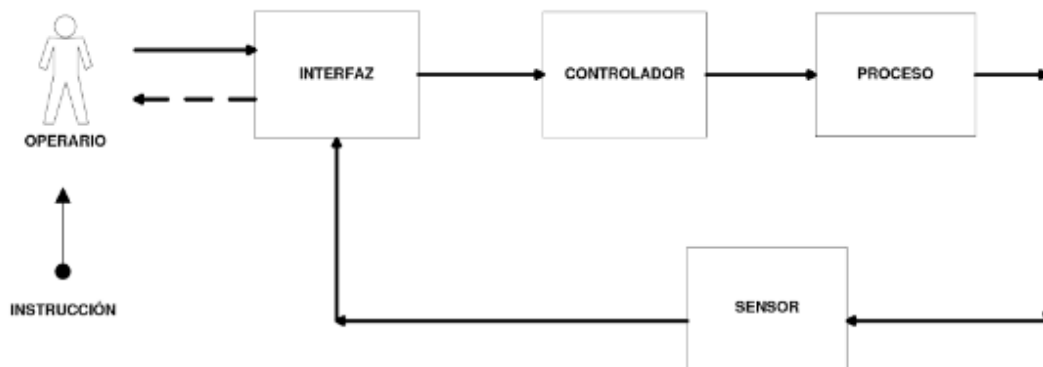 INTERFAZ
CONTROLADOR
PROCESO
OPERARIO
INSTRUCCIÓN
SENSOR